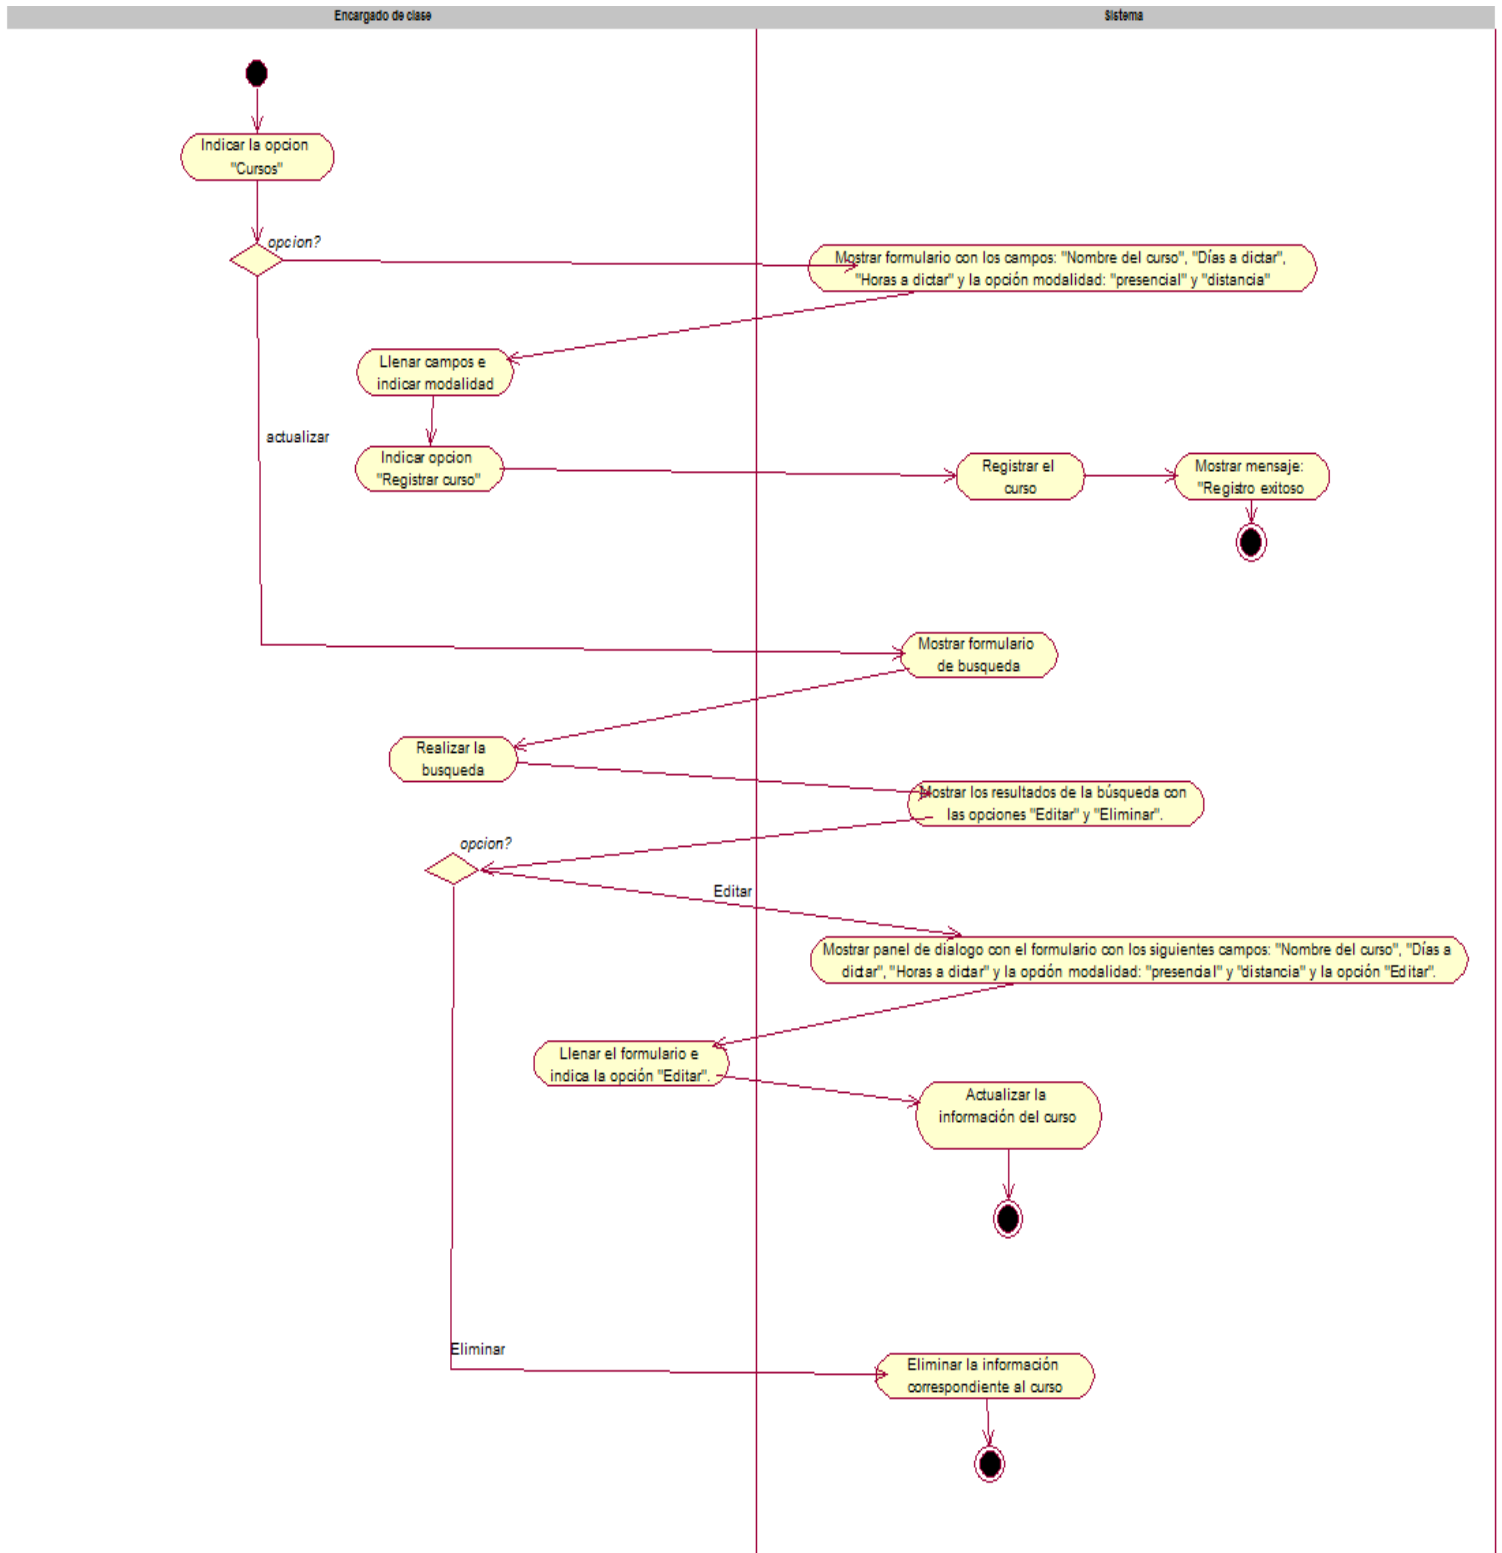 Encargado de clase
Sistema
Indicar la opcion
"Cursos"
opcion?
Mostrar formulario con los campos: "Nombre del curso", "Días a dictar",
"Horas a dictar" y la opción modalidad: "presencial" y "distancia"
Llenar campos e
indicar modalidad
actualizar
Indicar opcion
"Registrar curso"
Registrar el
curso
Mostrar mensaje:
"Registro exitoso
Mostrar formulario
de busqueda
Realizar la
busqueda
Mostrar los resultados de la búsqueda con
las opciones "Editar" y "Eliminar".
opcion?
Editar
Mostrar panel de dialogo con el formulario con los siguientes campos: "Nombre del curso", "Días a
dictar", "Horas a dictar" y la opción modalidad: "presencial" y "distancia" y la opción "Editar".
Llenar el formulario e
indica la opción "Editar".
Actualizar la
información del curso
Eliminar
Eliminar la información
correspondiente al curso